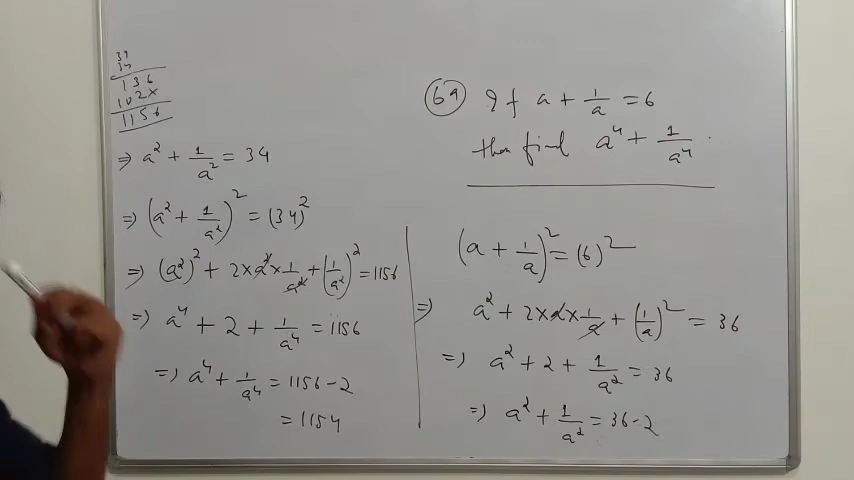 (69) If a + 1/a = 6
then find a⁴ + 1/a⁴.
(a + 1/a)² = (6)²
⇒ a² + 2×a×1/a + (1/a)² = 36
⇒ a² + 2 + 1/a² = 36
⇒ a² + 1/a² = 36-2
34
34
136
102×
1156
⇒ a² + 1/a² = 34
⇒ (a² + 1/a²)² = (34)²
⇒ (a²)² + 2×a²×1/a² + (1/a²)² = 1156
⇒ a⁴ + 2 + 1/a⁴ = 1156
⇒ a⁴ + 1/a⁴ = 1156-2
= 1154